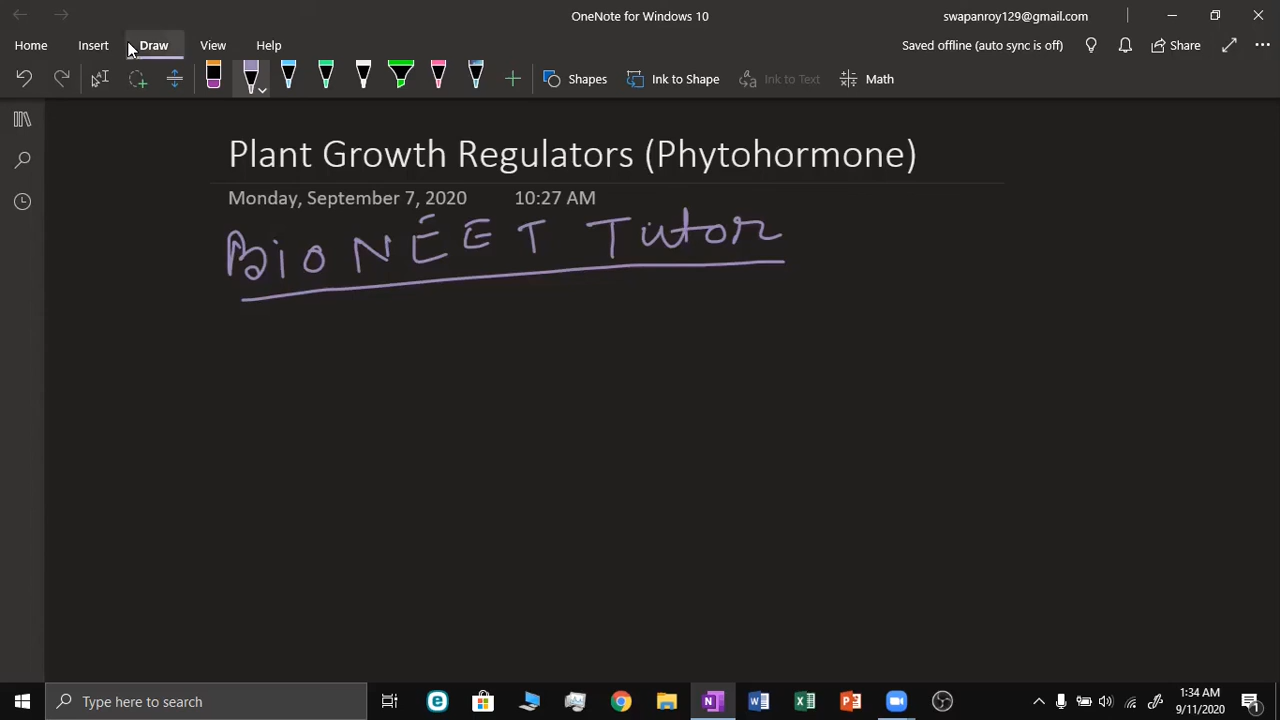 OneNote for Windows 10
swapanroy129@gmail.com
Home Insert Draw View Help
Saved offline (auto sync is off) Share
Shapes Ink to Shape Ink to Text Math
Plant Growth Regulators (Phytohormone)
Monday, September 7, 2020 10:27 AM
Bio NEET Tutor
Type here to search
:34 AM
9/11/2020